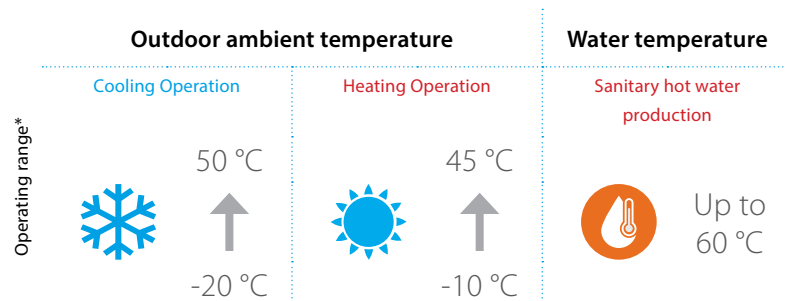 Outdoor ambient temperature
Water temperature
Cooling Operation
Heating Operation
Sanitary hot water
production
Operating range*
50 °C
-20 °C
45 °C
-10 °C
Up to
60 °C